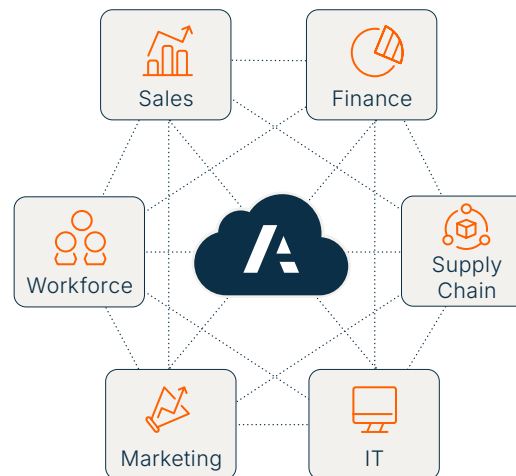 Sales
Finance
Workforce
Supply
Chain
Marketing
IT